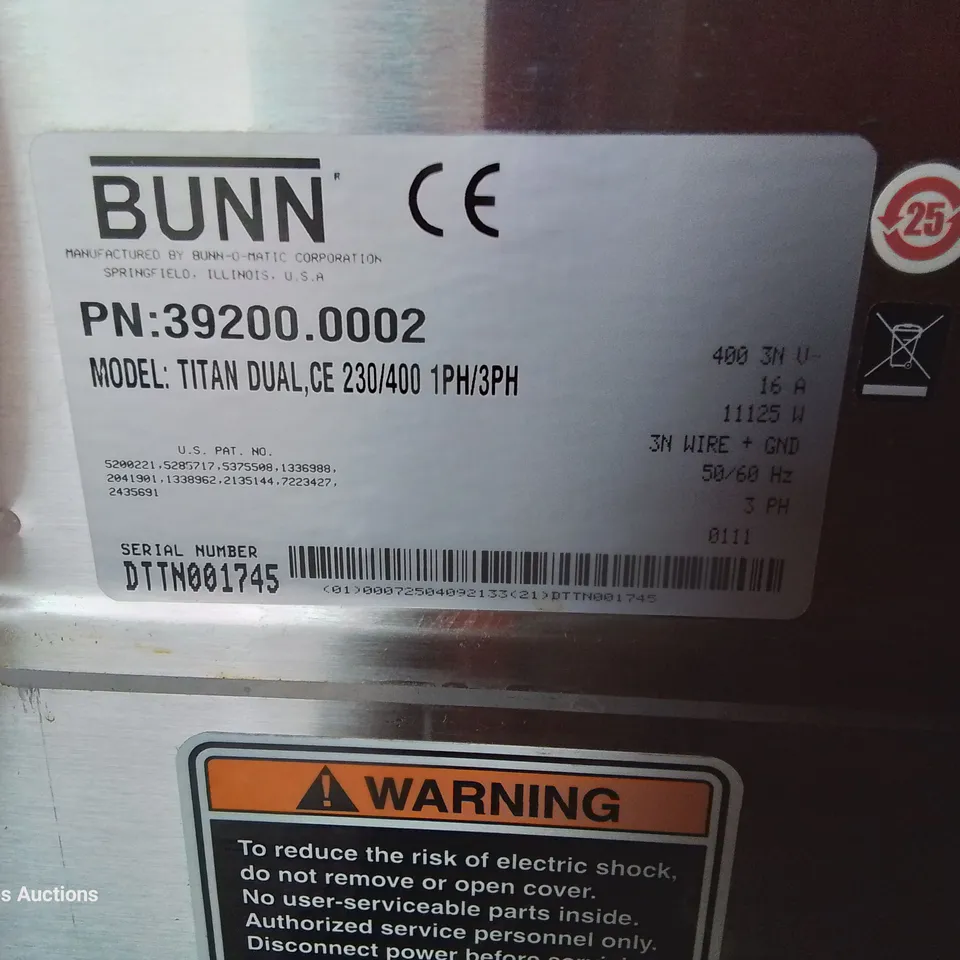 BUNN R
CE
MANUFACTURED BY BUNN-O-MATIC CORPORATION
SPRINGFIELD, ILLINOIS, U.S.A
PN:39200.0002
MODEL: TITAN DUAL,CE 230/400 1PH/3PH
400 3N V~
16 A
11125 W
3N WIRE + GND
50/60 Hz
3 PH
0111
U.S. PAT. NO.
5200221,5285717,5375508,1336988,
2041901,1338962,2135144,7223427,
2435691
SERIAL NUMBER
DTTN001745
(01)00072504092133(21)DTTN001745
25
WARNING
To reduce the risk of electric shock,
do not remove or open cover.
No user-serviceable parts inside.
Authorized service personnel only.
Disconnect power before
s Auctions